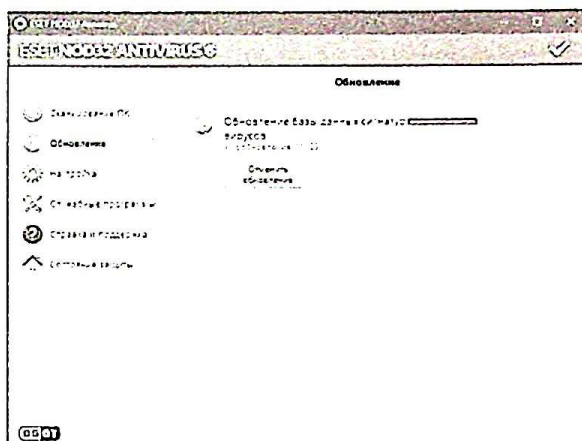 ESET NOD32 ANTIVIRUS 6
Обновление
Сканирование ПК
Обновление
Настройка
Служебные программы
Справка и поддержка
Состояние защиты
Обновление базы данных сигнатур
вирусов
Отменить
обновление